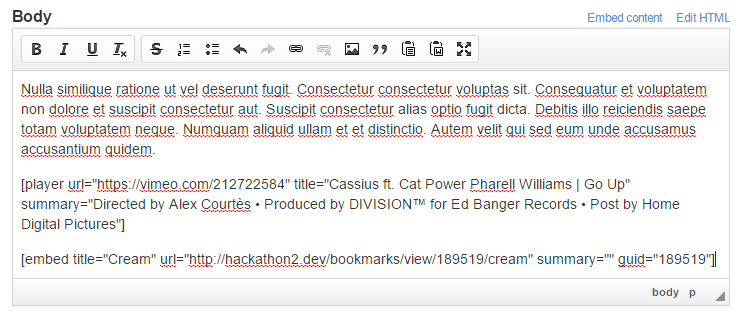 Body
Embed content Edit HTML
B I U Tx S
Nulla similique ratione ut vel deserunt fugit. Consectetur consectetur voluptas sit. Consequatur et voluptatem
non dolore et suscipit consectetur aut. Suscipit consectetur alias optio fugit dicta. Debitis illo reiciendis saepe
totam voluptatem neque. Numquam aliquid ullam et et distinctio. Autem velit qui sed eum unde accusamus
accusantium quidem.
[player url="https://vimeo.com/212722584" title="Cassius ft. Cat Power Pharell Williams | Go Up"
summary="Directed by Alex Courtès • Produced by DIVISION™ for Ed Banger Records • Post by Home
Digital Pictures"]
[embed title="Cream" url="http://hackathon2.dev/bookmarks/view/189519/cream" summary="" guid="189519"]
body p